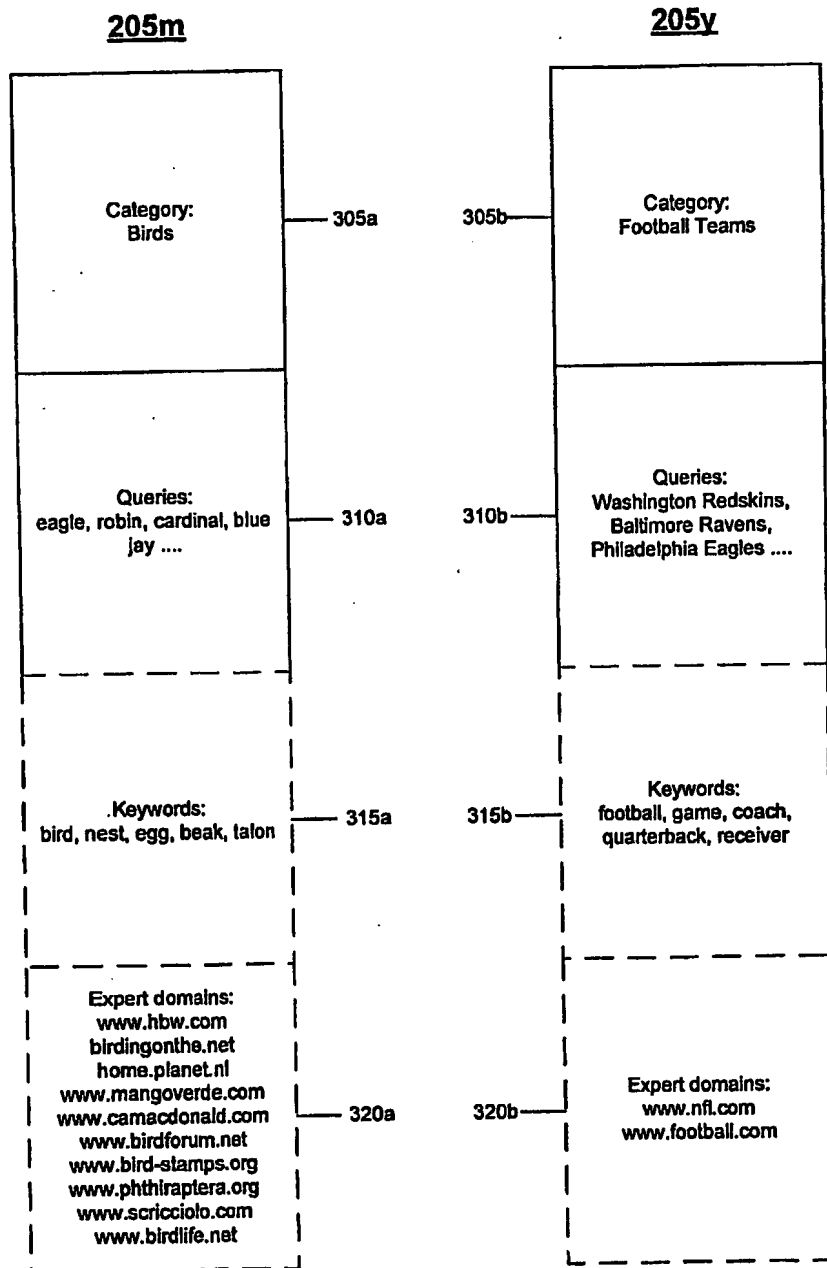 205m
Category:
Birds
305a
Queries:
eagle, robin, cardinal, blue
jay ....
310a
.Keywords:
bird, nest, egg, beak, talon
315a
Expert domains:
www.hbw.com
birdingonthe.net
home.planet.nl
www.mangoverde.com
www.camacdonald.com
www.birdforum.net
www.bird-stamps.org
www.phthiraptera.org
www.scricciolo.com
www.birdlife.net
320a
205y
Category:
Football Teams
305b
Queries:
Washington Redskins,
Baltimore Ravens,
Philadelphia Eagles ....
310b
Keywords:
football, game, coach,
quarterback, receiver
315b
Expert domains:
www.nfl.com
www.football.com
320b